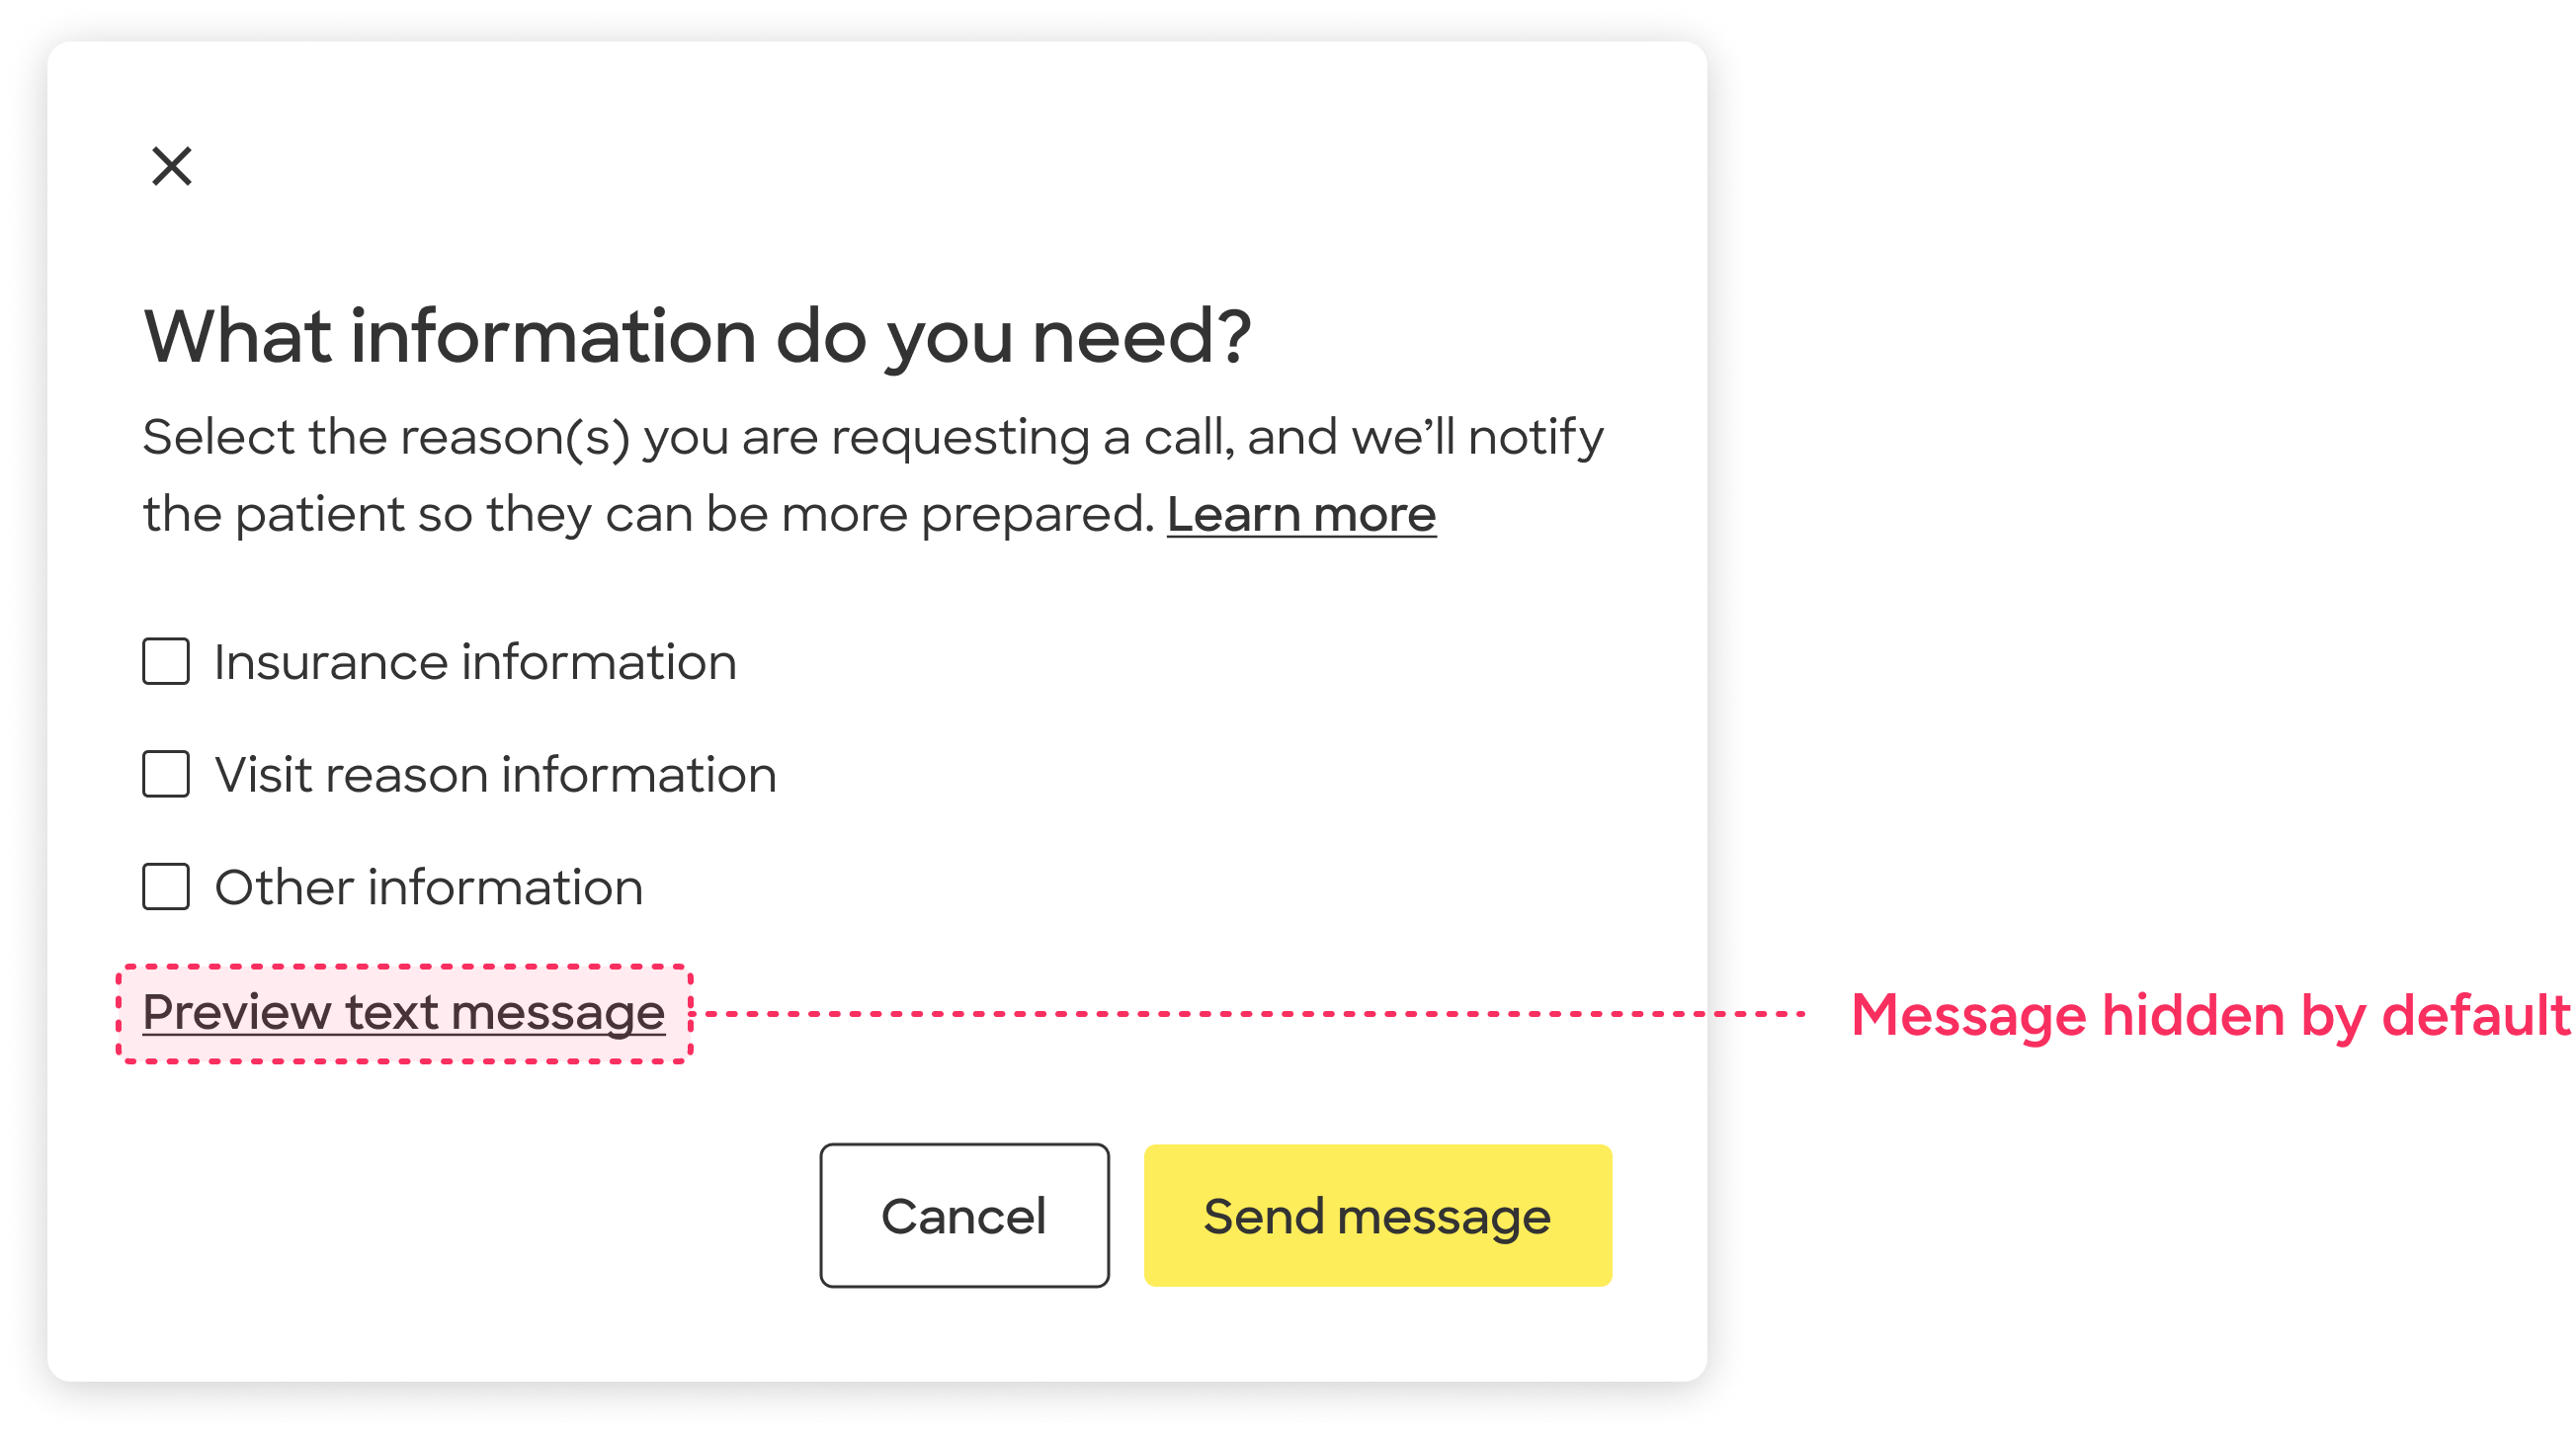 What information do you need?
Select the reason(s) you are requesting a call, and we’ll notify
the patient so they can be more prepared. Learn more
Insurance information
Visit reason information
Other information
Preview text message
Message hidden by default
Cancel
Send message